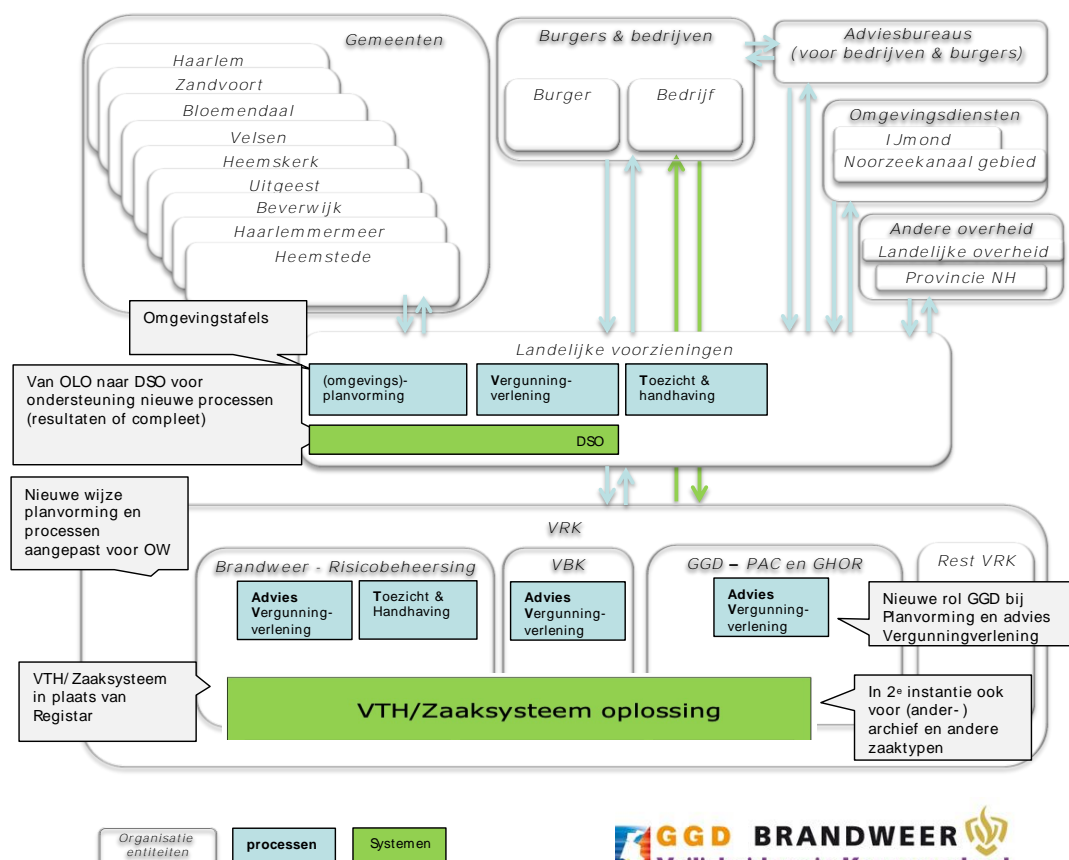 Gemeenten
Haarlem
Zandvoort
Bloemendaal
Velsen
Heemskerk
Uitgeest
Beverwijk
Haarlemmermeer
Heemstede
Burgers & bedrijven
Burger
Bedrijf
Adviesbureaus
(voor bedrijven & burgers)
Omgevingsdiensten
IJmond
Noorzeekanaal gebied
Andere overheid
Landelijke overheid
Provincie NH
Omgevingstafels
Van OLO naar DSO voor
ondersteuning nieuwe processen
(resultaten of compleet)
Landelijke voorzieningen
(omgevings)-
planvorming
Vergunning-
verlening
Toezicht &
handhaving
DSO
Nieuwe wijze
planvorming en
processen
aangepast voor OW
VRK
Brandweer - Risicobeheersing
Advies
Vergunning-
verlening
Toezicht &
Handhaving
VBK
Advies
Vergunning-
verlening
GGD – PAC en GHOR
Advies
Vergunning-
verlening
Rest VRK
Nieuwe rol GGD bij
Planvorming en advies
Vergunningverlening
VTH/Zaaksysteem
in plaats van
Registar
VTH/Zaaksysteem oplossing
In 2e instantie ook
voor (ander-)
archief en andere
zaaktypen
Organisatie
entiteiten
processen
Systemen
GGD BRANDWEER